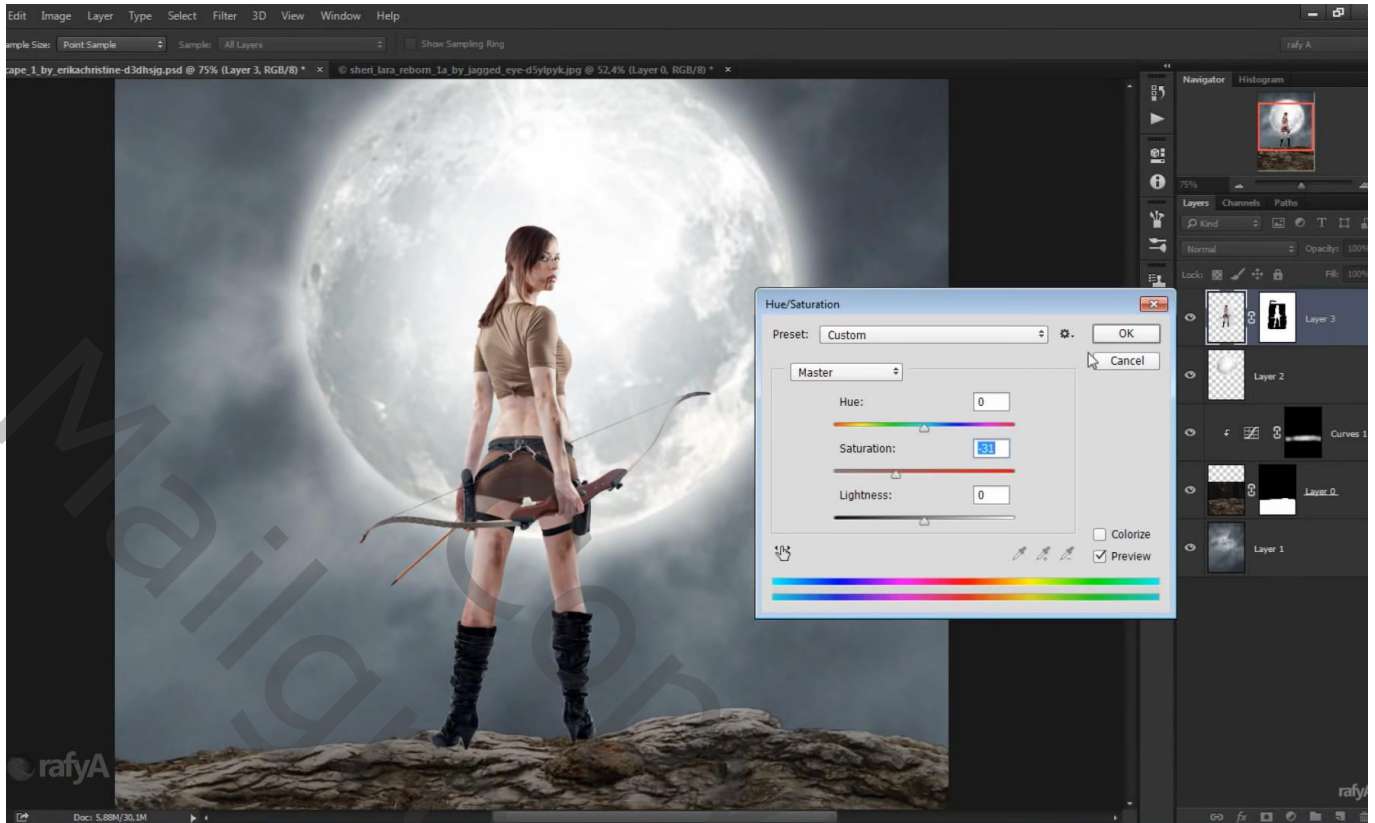 Edit Image Layer Type Select Filter 3D View Window Help
ample Size: Point Sample Sample: All Layers Show Sampling Ring rafy A
cape_1_by_erikachristine-d3dhsjg.psd @ 75% (Layer 3, RGB/8) * × © sheri_lara_reborn_1a_by_jagged_eye-d5ylpyk.jpg @ 52,4% (Layer 0, RGB/8) * ×
Navigator Histogram
75%
Layers Channels Paths
Kind
Normal Opacity: 100%
Lock: Fill: 100%
Layer 3
Layer 2
Curves 1
Layer 0
Layer 1
Hue/Saturation
Preset: Custom OK
Cancel
Master
Hue: 0
Saturation: -31
Lightness: 0
Colorize
Preview
rafyA
rafyA
Doc: 5,88M/30,1M
fx